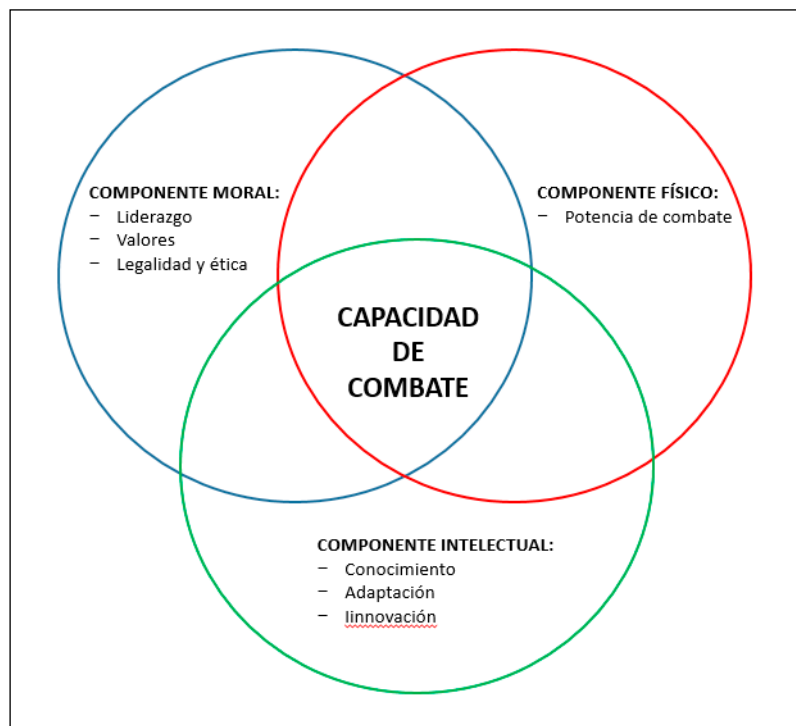 COMPONENTE MORAL:
− Liderazgo
− Valores
− Legalidad y ética
COMPONENTE FÍSICO:
− Potencia de combate
CAPACIDAD
DE
COMBATE
COMPONENTE INTELECTUAL:
− Conocimiento
− Adaptación
− Iinnovación